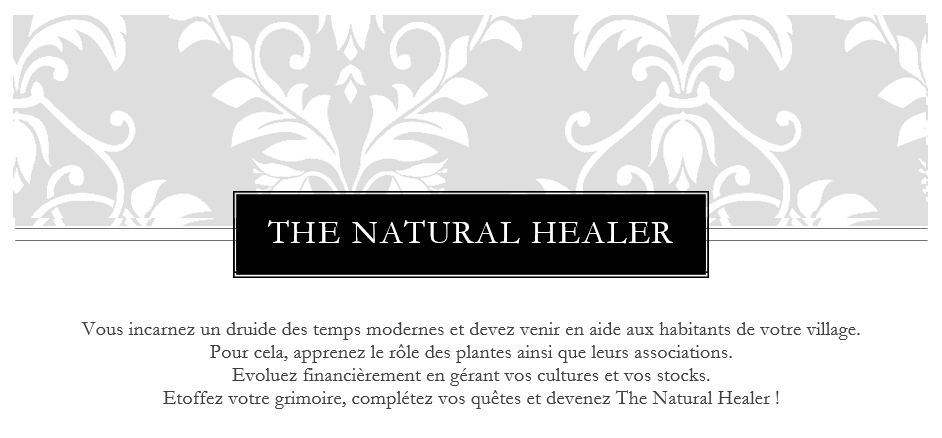 THE NATURAL HEALER
Vous incarnez un druide des temps modernes et devez venir en aide aux habitants de votre village.
Pour cela, apprenez le rôle des plantes ainsi que leurs associations.
Evoluez financièrement en gérant vos cultures et vos stocks.
Etoffez votre grimoire, complétez vos quêtes et devenez The Natural Healer !